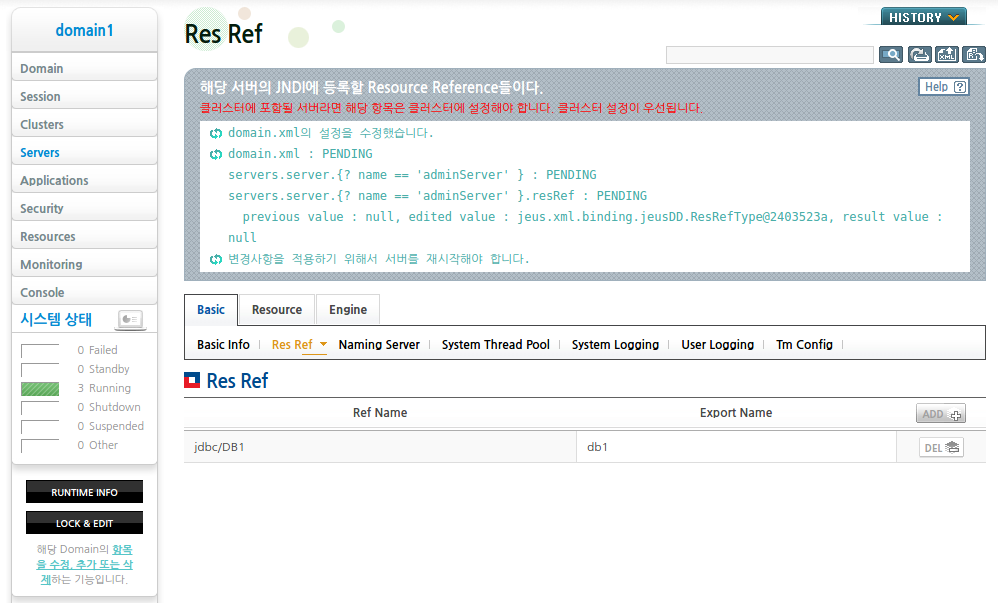 domain1
Domain
Session
Clusters
Servers
Applications
Security
Resources
Monitoring
Console
시스템 상태
0 Failed
0 Standby
3 Running
0 Shutdown
0 Suspended
0 Other
RUNTIME INFO
LOCK & EDIT
해당 Domain의 항목
을 수정, 추가 또는 삭
제하는 기능입니다.
Res Ref
HISTORY
XML
해당 서버의 JNDI에 등록할 Resource Reference들이다.
Help ?
클러스터에 포함될 서버라면 해당 항목은 클러스터에 설정해야 합니다. 클러스터 설정이 우선됩니다.
domain.xml의 설정을 수정했습니다.
domain.xml : PENDING
servers.server.{? name == 'adminServer' } : PENDING
servers.server.{? name == 'adminServer' }.resRef : PENDING
previous value : null, edited value : jeus.xml.binding.jeusDD.ResRefType@2403523a, result value :
null
변경사항을 적용하기 위해서 서버를 재시작해야 합니다.
Basic Resource Engine
Basic Info Res Ref Naming Server System Thread Pool System Logging User Logging Tm Config
Res Ref
Ref Name Export Name ADD
jdbc/DB1 db1 DEL